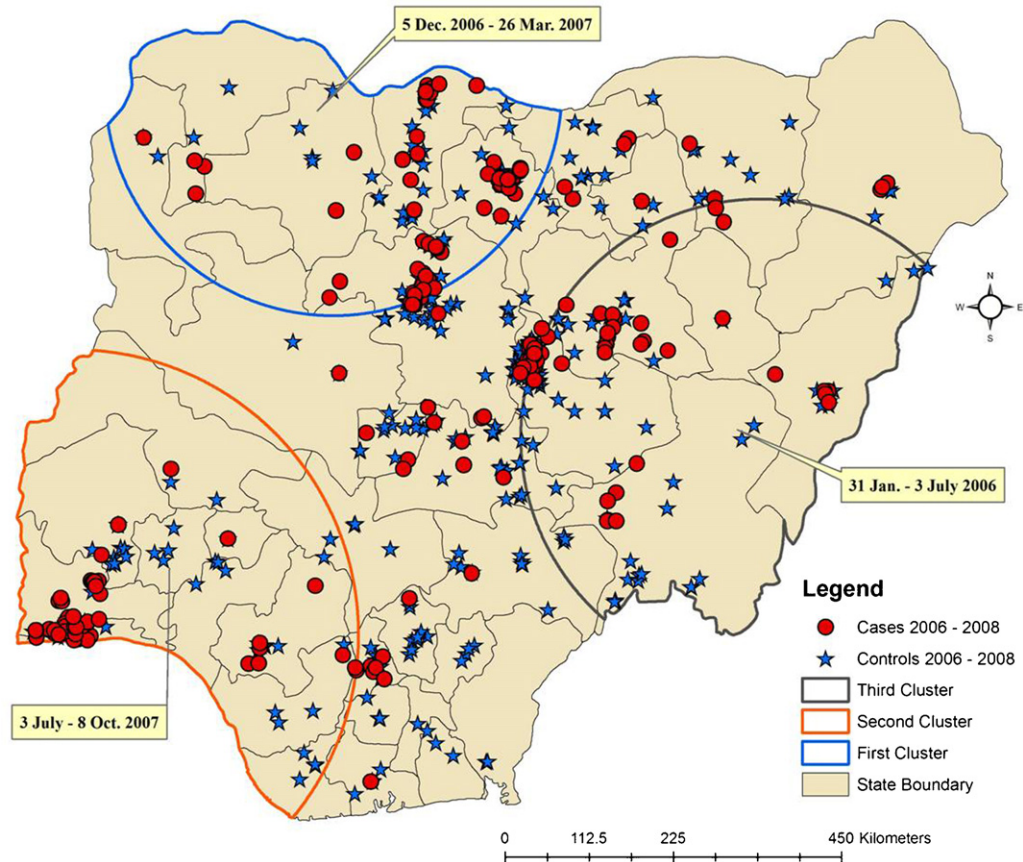 5 Dec. 2006 - 26 Mar. 2007
N
W E
S
31 Jan. - 3 July 2006
3 July - 8 Oct. 2007
Legend
Cases 2006 - 2008
Controls 2006 - 2008
Third Cluster
Second Cluster
First Cluster
State Boundary
0 112.5 225 450 Kilometers